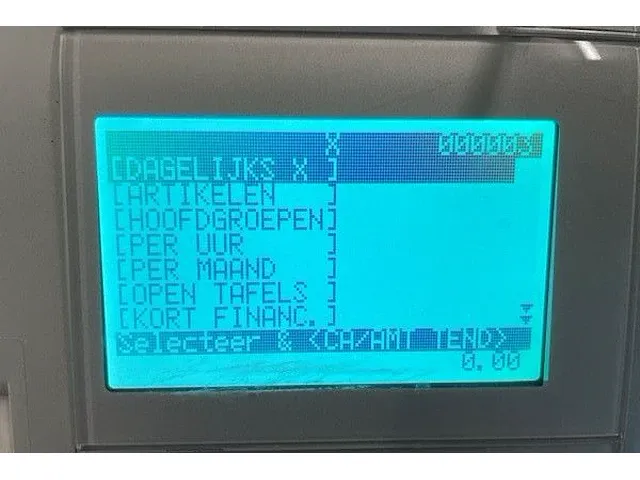 X 000003
[DAGELIJKS X ]
[ARTIKELEN ]
[HOOFDGROEPEN]
[PER UUR ]
[PER MAAND ]
[OPEN TAFELS ]
[KORT FINANC. ]
Selecteer & <CA/AMT TEND>
0.00